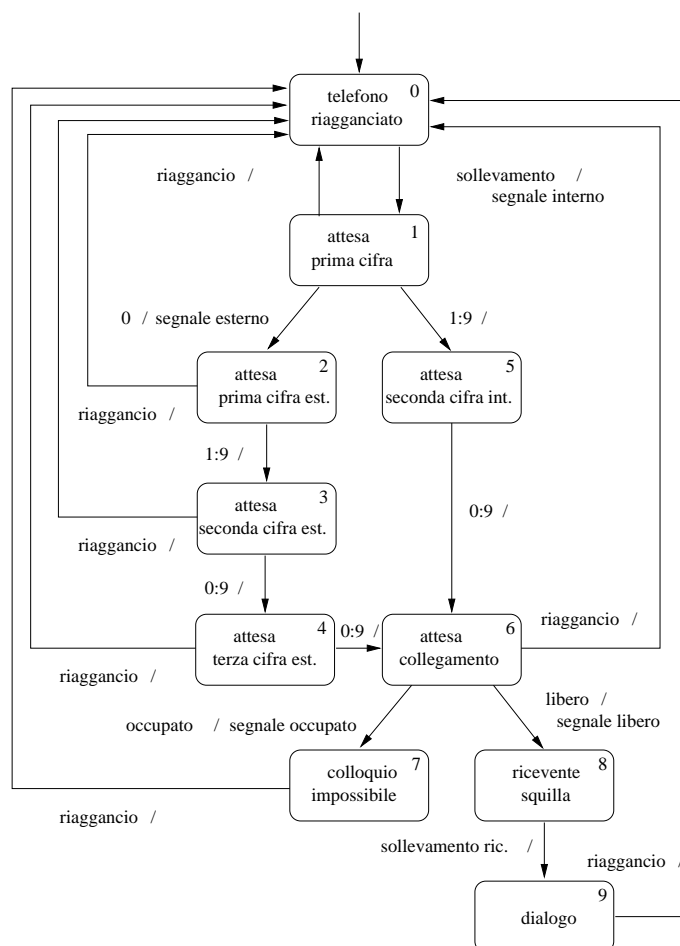 telefono 0
riagganciato
riaggancio /
sollevamento /
segnale interno
attesa 1
prima cifra
0 / segnale esterno
1:9 /
attesa 2
prima cifra est.
attesa 5
seconda cifra int.
riaggancio /
1:9 /
attesa 3
seconda cifra est.
0:9 /
riaggancio /
0:9 /
attesa 4
terza cifra est.
0:9 /
attesa 6
collegamento
riaggancio /
riaggancio /
libero /
segnale libero
occupato / segnale occupato
colloquio 7
impossibile
ricevente 8
squilla
riaggancio /
sollevamento ric. /
riaggancio /
9
dialogo